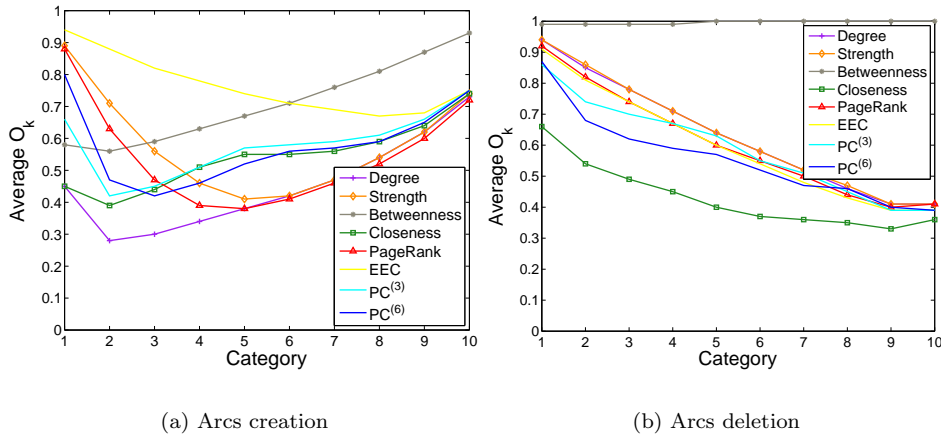 1
0.9
0.8
0.7
0.6
0.5
0.4
0.3
0.2
0.1
0
Average O_k
1 2 3 4 5 6 7 8 9 10
Category
Degree
Strength
Betweenness
Closeness
PageRank
EEC
PC^(3)
PC^(6)
(a) Arcs creation
1
0.9
0.8
0.7
0.6
0.5
0.4
0.3
0.2
0.1
0
Average O_k
1 2 3 4 5 6 7 8 9 10
Category
Degree
Strength
Betweenness
Closeness
PageRank
EEC
PC^(3)
PC^(6)
(b) Arcs deletion